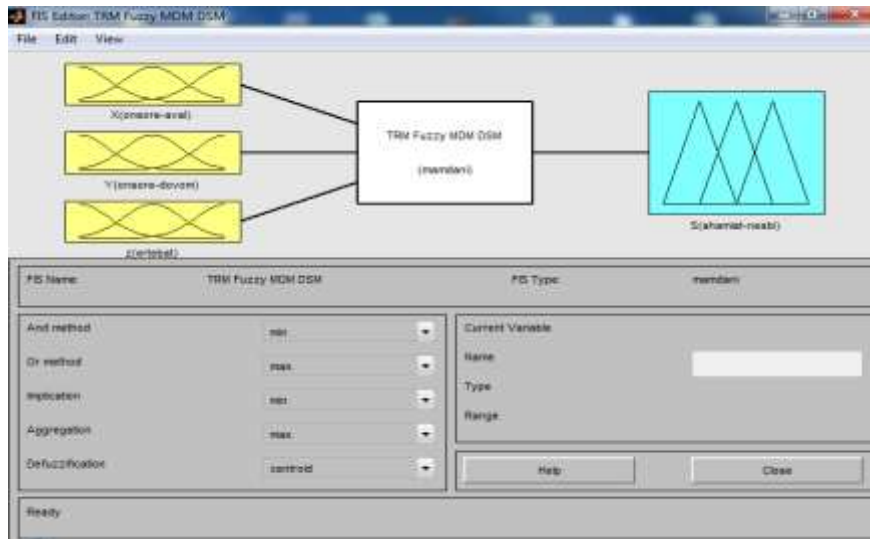 FIS Editor: TRM Fuzzy MDM DSM
File Edit View
X(onsore-aval)
Y(onsore-dovom)
z(ertebat)
TRM Fuzzy MDM DSM
(mamdani)
S(ahamiat-nesbi)
FIS Name: TRM Fuzzy MDM DSM FIS Type: mamdani
And method min
Or method max
Implication min
Aggregation max
Defuzzification centroid
Current Variable
Name
Type
Range
Help Close
Ready